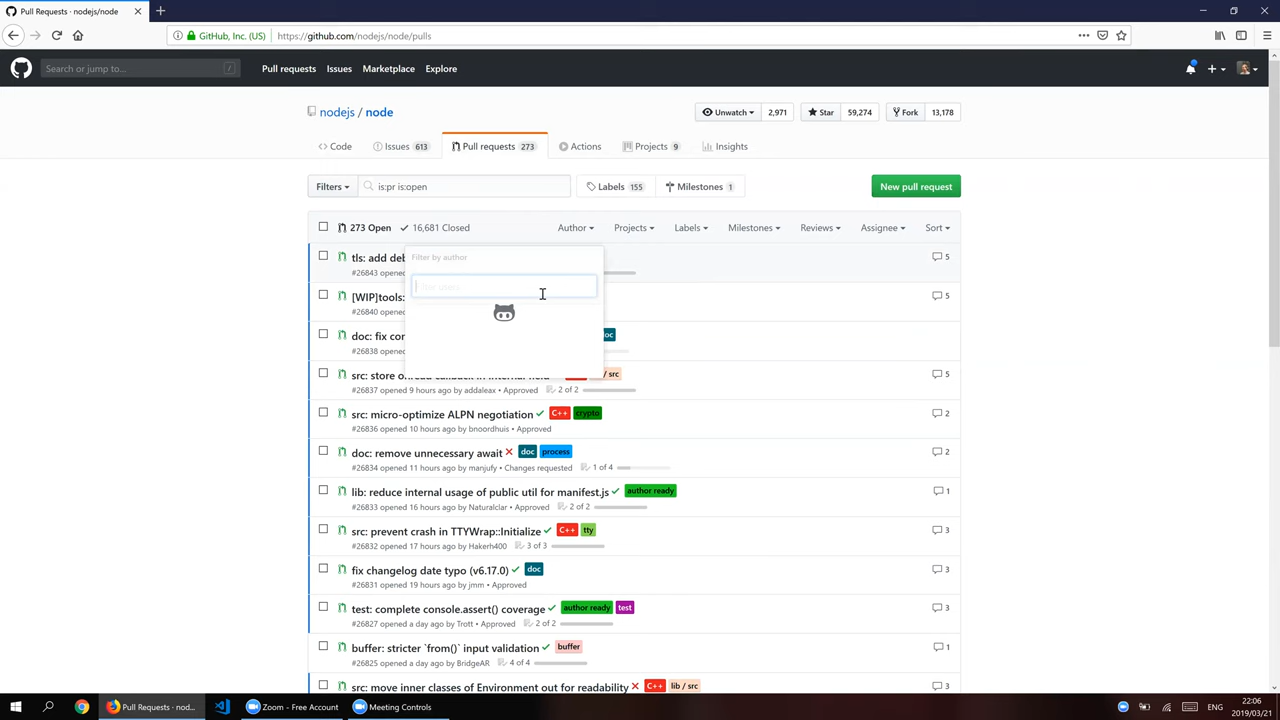 Pull Requests · nodejs/node
GitHub, Inc. (US)
https://github.com/nodejs/node/pulls
Search or jump to...
/
Pull requests
Issues
Marketplace
Explore
nodejs / node
Unwatch 2,971
Star 59,274
Fork 13,178
Code
Issues 613
Pull requests 273
Actions
Projects 9
Insights
Filters
is:pr is:open
Labels 155
Milestones 1
New pull request
273 Open
16,681 Closed
Author
Projects
Labels
Milestones
Reviews
Assignee
Sort
Filter by author
Filter users
tls: add deb
5
#26843 opened
[WIP]tools:
5
#26840 opened
doc: fix cor
oc
#26838 opened
src: store onread callback in internal field
/ src
5
#26837 opened 9 hours ago by addaleax • Approved 2 of 2
src: micro-optimize ALPN negotiation C++ crypto
2
#26836 opened 10 hours ago by bnoordhuis • Approved
doc: remove unnecessary await doc process
2
#26834 opened 11 hours ago by manjufy • Changes requested 1 of 4
lib: reduce internal usage of public util for manifest.js author ready
1
#26833 opened 16 hours ago by Naturalclar • Approved 2 of 2
src: prevent crash in TTYWrap::Initialize C++ tty
3
#26832 opened 17 hours ago by Hakerh400 3 of 3
fix changelog date typo (v6.17.0) doc
3
#26831 opened 19 hours ago by jmm • Approved
test: complete console.assert() coverage author ready test
3
#26827 opened a day ago by Trott • Approved 2 of 2
buffer: stricter `from()` input validation buffer
1
#26825 opened a day ago by BridgeAR 4 of 4
src: move inner classes of Environment out for readability C++ lib / src
3
Pull Requests · nod...
Zoom - Free Account
Meeting Controls
ENG
22:06
2019/03/21